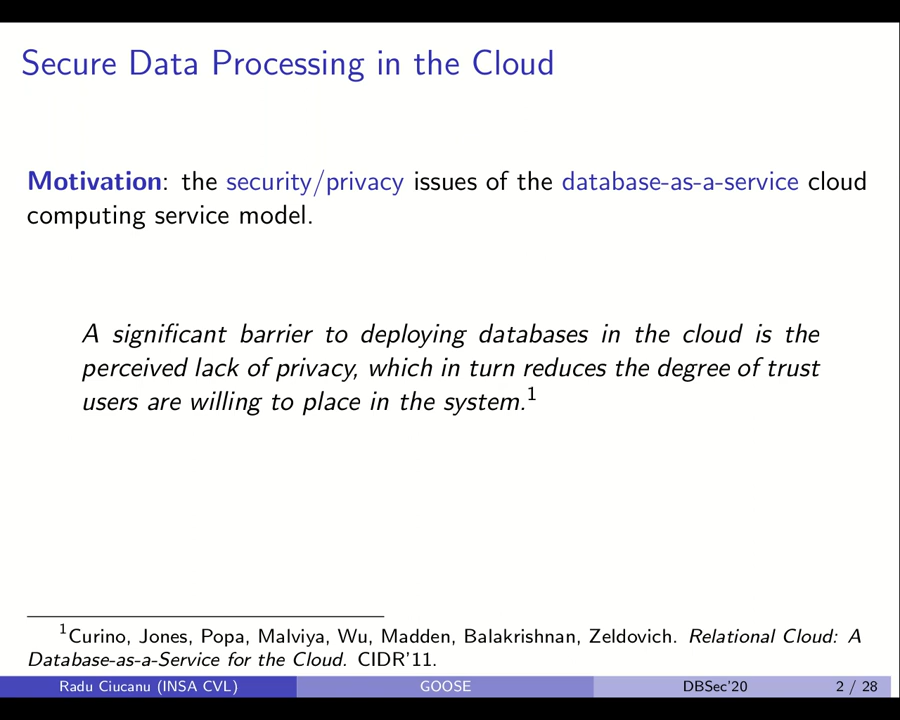 Secure Data Processing in the Cloud
Motivation: the security/privacy issues of the database-as-a-service cloud
computing service model.
A significant barrier to deploying databases in the cloud is the
perceived lack of privacy, which in turn reduces the degree of trust
users are willing to place in the system.1
1Curino, Jones, Popa, Malviya, Wu, Madden, Balakrishnan, Zeldovich. Relational Cloud: A
Database-as-a-Service for the Cloud. CIDR'11.
Radu Ciucanu (INSA CVL) GOOSE DBSec'20 2 / 28